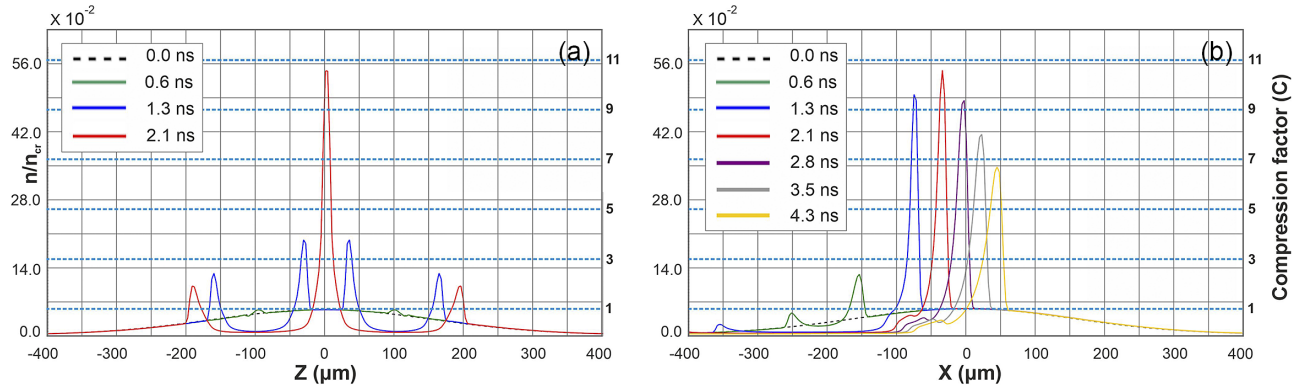 X 10-2
(a)
0.0 ns
0.6 ns
1.3 ns
2.1 ns
56.0
42.0
28.0
14.0
0.0
n/ncr
11
9
7
5
3
1
-400 -300 -200 -100 0 100 200 300 400
Z (µm)
X 10-2
(b)
0.0 ns
0.6 ns
1.3 ns
2.1 ns
2.8 ns
3.5 ns
4.3 ns
56.0
42.0
28.0
14.0
0.0
11
9
7
5
3
1
Compression factor (C)
-400 -300 -200 -100 0 100 200 300 400
X (µm)